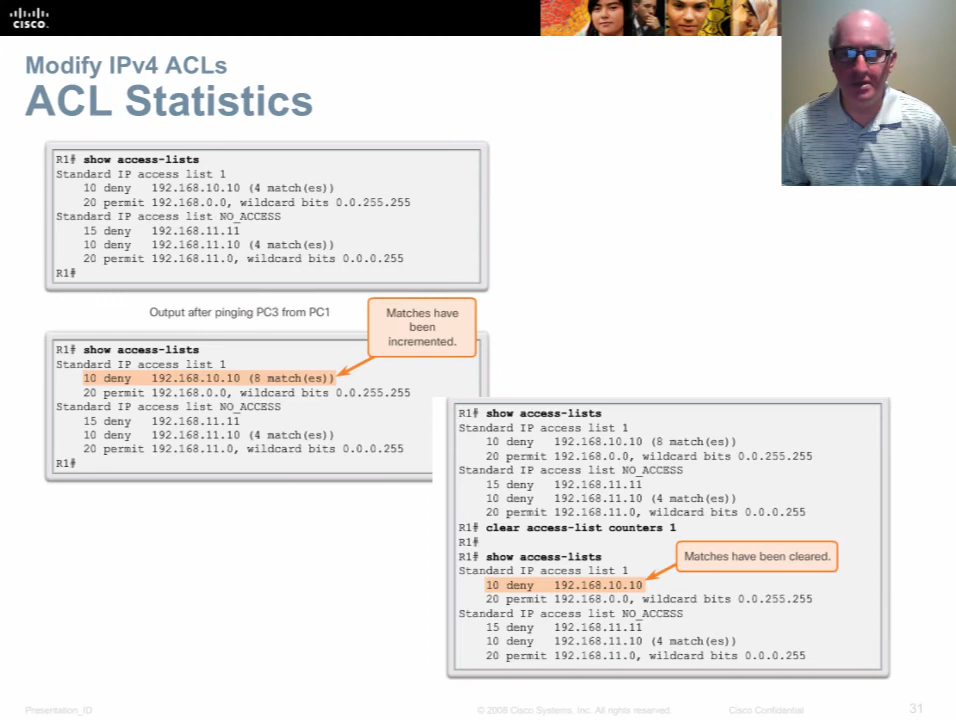 CISCO
Modify IPv4 ACLs
ACL Statistics
R1# show access-lists
Standard IP access list 1
10 deny 192.168.10.10 (4 match(es))
20 permit 192.168.0.0, wildcard bits 0.0.255.255
Standard IP access list NO_ACCESS
15 deny 192.168.11.11
10 deny 192.168.11.10 (4 match(es))
20 permit 192.168.11.0, wildcard bits 0.0.0.255
R1#
Output after pinging PC3 from PC1
Matches have
been
incremented.
R1# show access-lists
Standard IP access list 1
10 deny 192.168.10.10 (8 match(es))
20 permit 192.168.0.0, wildcard bits 0.0.255.255
Standard IP access list NO_ACCESS
15 deny 192.168.11.11
10 deny 192.168.11.10 (4 match(es))
20 permit 192.168.11.0, wildcard bits 0.0.0.255
R1#
R1# show access-lists
Standard IP access list 1
10 deny 192.168.10.10 (8 match(es))
20 permit 192.168.0.0, wildcard bits 0.0.255.255
Standard IP access list NO_ACCESS
15 deny 192.168.11.11
10 deny 192.168.11.10 (4 match(es))
20 permit 192.168.11.0, wildcard bits 0.0.0.255
R1# clear access-list counters 1
R1#
R1# show access-lists
Matches have been cleared.
Standard IP access list 1
10 deny 192.168.10.10
20 permit 192.168.0.0, wildcard bits 0.0.255.255
Standard IP access list NO_ACCESS
15 deny 192.168.11.11
10 deny 192.168.11.10 (4 match(es))
20 permit 192.168.11.0, wildcard bits 0.0.0.255
Presentation_ID
© 2008 Cisco Systems, Inc. All rights reserved.
Cisco Confidential
31